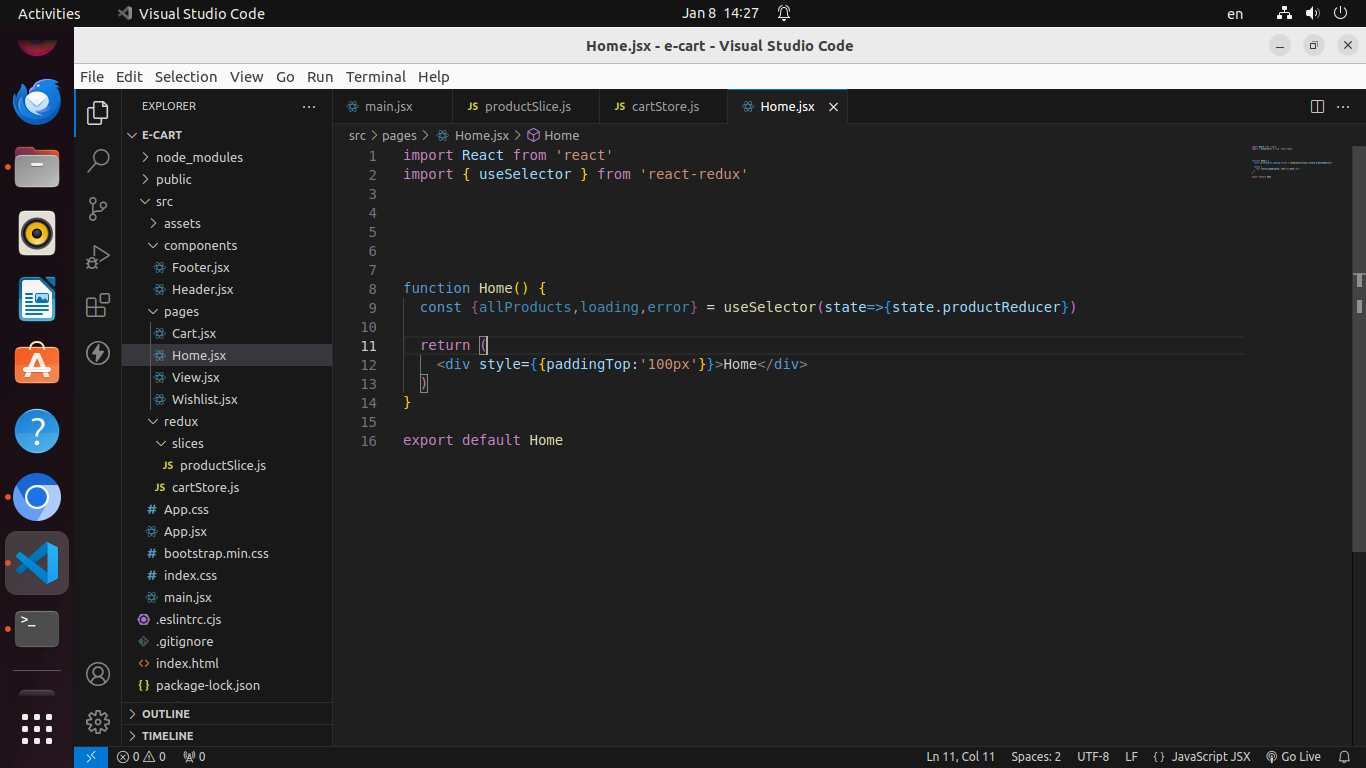 Activities Visual Studio Code Jan 8 14:27 en
Home.jsx - e-cart - Visual Studio Code
File Edit Selection View Go Run Terminal Help
EXPLORER
E-CART
node_modules
public
src
assets
components
Footer.jsx
Header.jsx
pages
Cart.jsx
Home.jsx
View.jsx
Wishlist.jsx
redux
slices
JS productSlice.js
JS cartStore.js
# App.css
App.jsx
# bootstrap.min.css
# index.css
main.jsx
.eslintrc.cjs
.gitignore
<> index.html
{} package-lock.json
OUTLINE
TIMELINE
main.jsx JS productSlice.js JS cartStore.js Home.jsx
src > pages > Home.jsx > Home
1 import React from 'react'
2 import { useSelector } from 'react-redux'
3
4
5
6
7
8 function Home() {
9 const {allProducts,loading,error} = useSelector(state=>{state.productReducer})
10
11 return (
12 <div style={{paddingTop:'100px'}}>Home</div>
13 )
14 }
15
16 export default Home
0 0 0 Ln 11, Col 11 Spaces: 2 UTF-8 LF {} JavaScript JSX Go Live